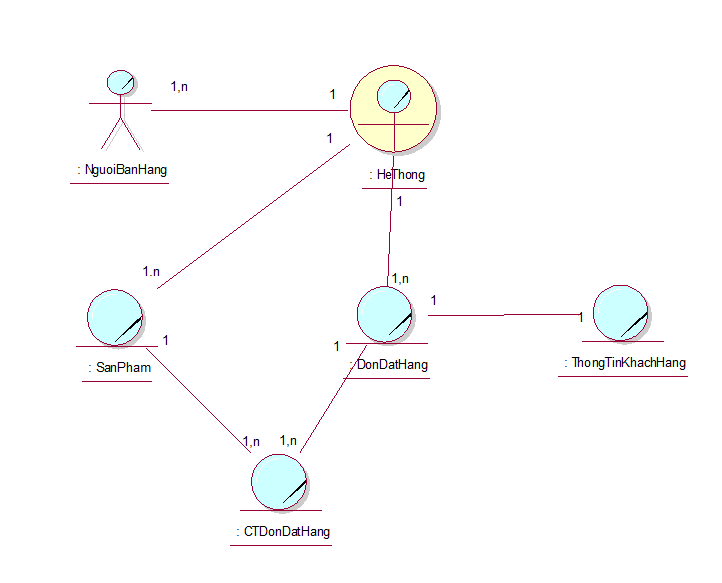 1,n
1
: NguoiBanHang
1
: HeThong
1
1.n
1,n
1
1
1
1
: SanPham
: DonDatHang
: ThongTinKhachHang
1,n
1,n
: CTDonDatHang